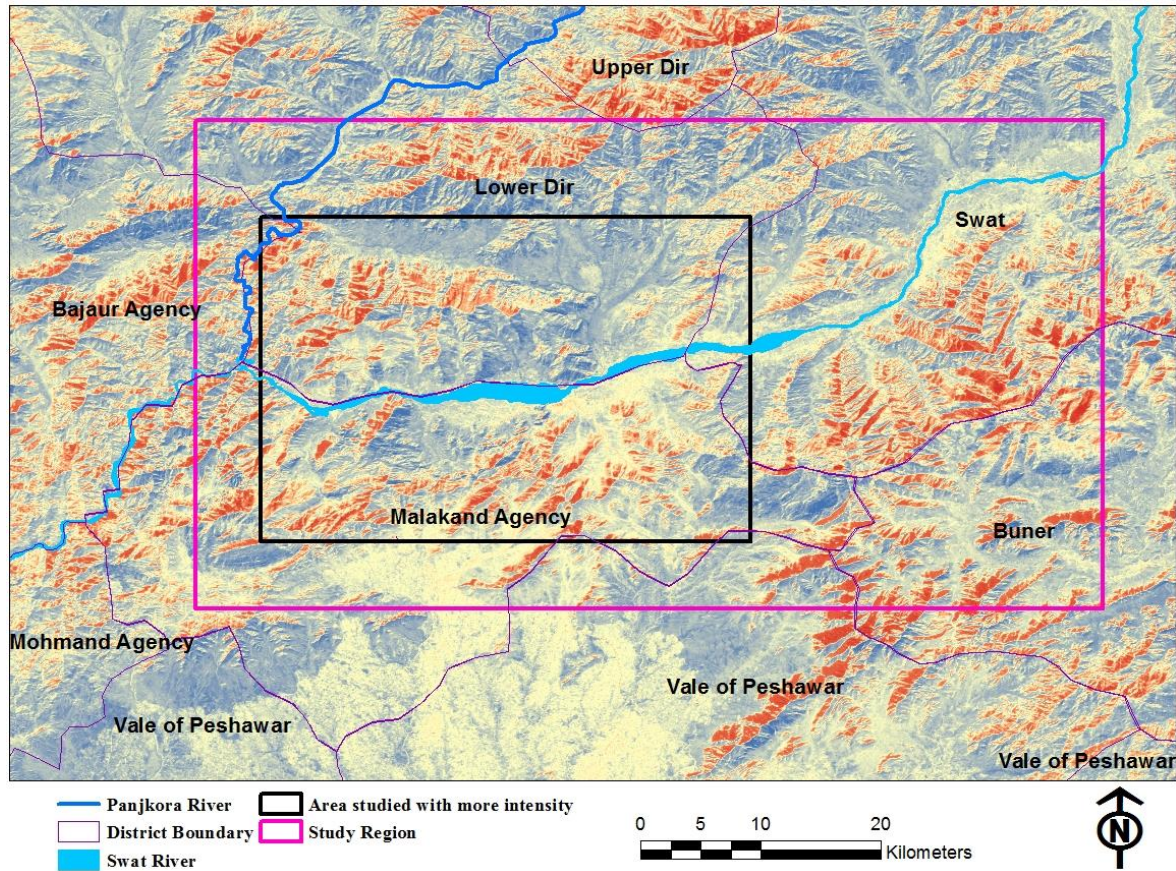 Upper Dir
Lower Dir
Swat
Bajaur Agency
Malakand Agency
Buner
Mohmand Agency
Vale of Peshawar
Vale of Peshawar
Vale of Peshawar
Panjkora River
Area studied with more intensity
District Boundary
Study Region
Swat River
0 5 10 20
Kilometers
N